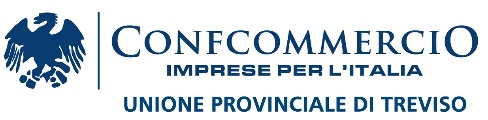 CONFCOMMERCIO
IMPRESE PER L'ITALIA
UNIONE PROVINCIALE DI TREVISO